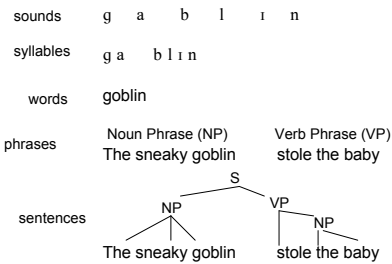 sounds g a b l ɪ n
syllables g a b l ɪ n
words goblin
Noun Phrase (NP) Verb Phrase (VP)
phrases The sneaky goblin stole the baby
S
NP VP
sentences NP
The sneaky goblin stole the baby